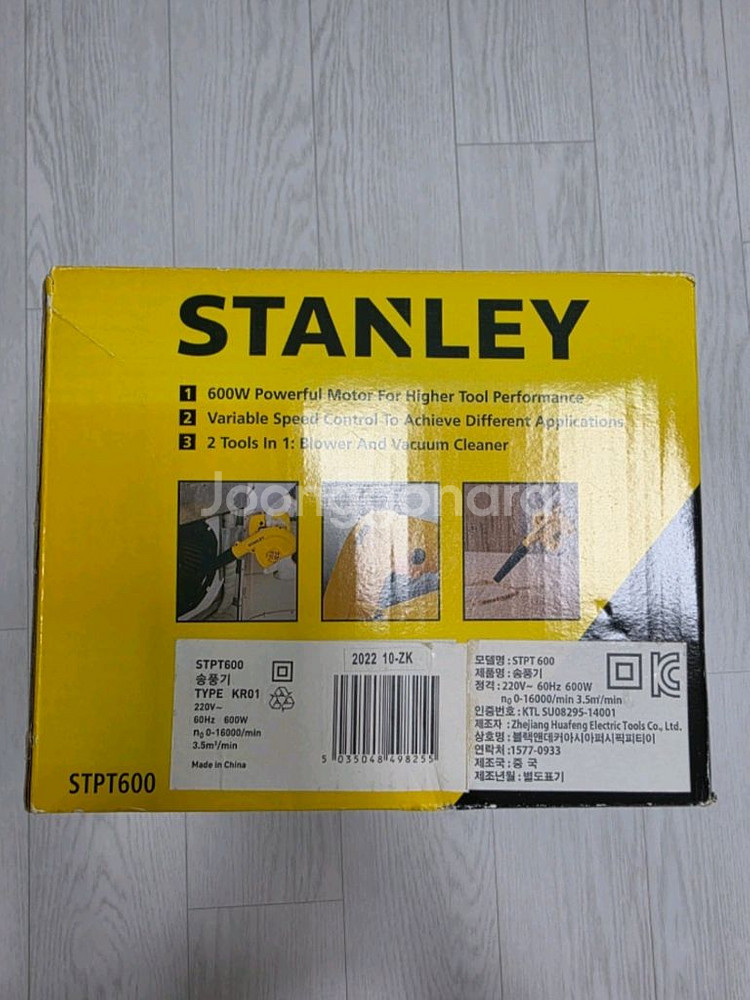 STANLEY
1 600W Powerful Motor For Higher Tool Performance
2 Variable Speed Control To Achieve Different Applications
3 2 Tools In 1: Blower And Vacuum Cleaner
Joonggonara
STANLEY
STPT600
송풍기
TYPE KR01
220V~
60Hz 600W
n₀ 0-16000/min
3.5m³/min
Made in China
2022 10-ZK
5 035048 498255
모델명 : STPT 600
제품명 : 송풍기
정격 : 220V~ 60Hz 600W
n₀ 0-16000/min 3.5㎥/min
인증번호 : KTL SU08295-14001
제조자 : Zhejiang Huafeng Electric Tools Co., Ltd.
상호명 : 블랙앤데커아시아퍼시픽피티이
연락처 : 1577-0933
제조국 : 중 국
제조년월 : 별도표기
STPT600